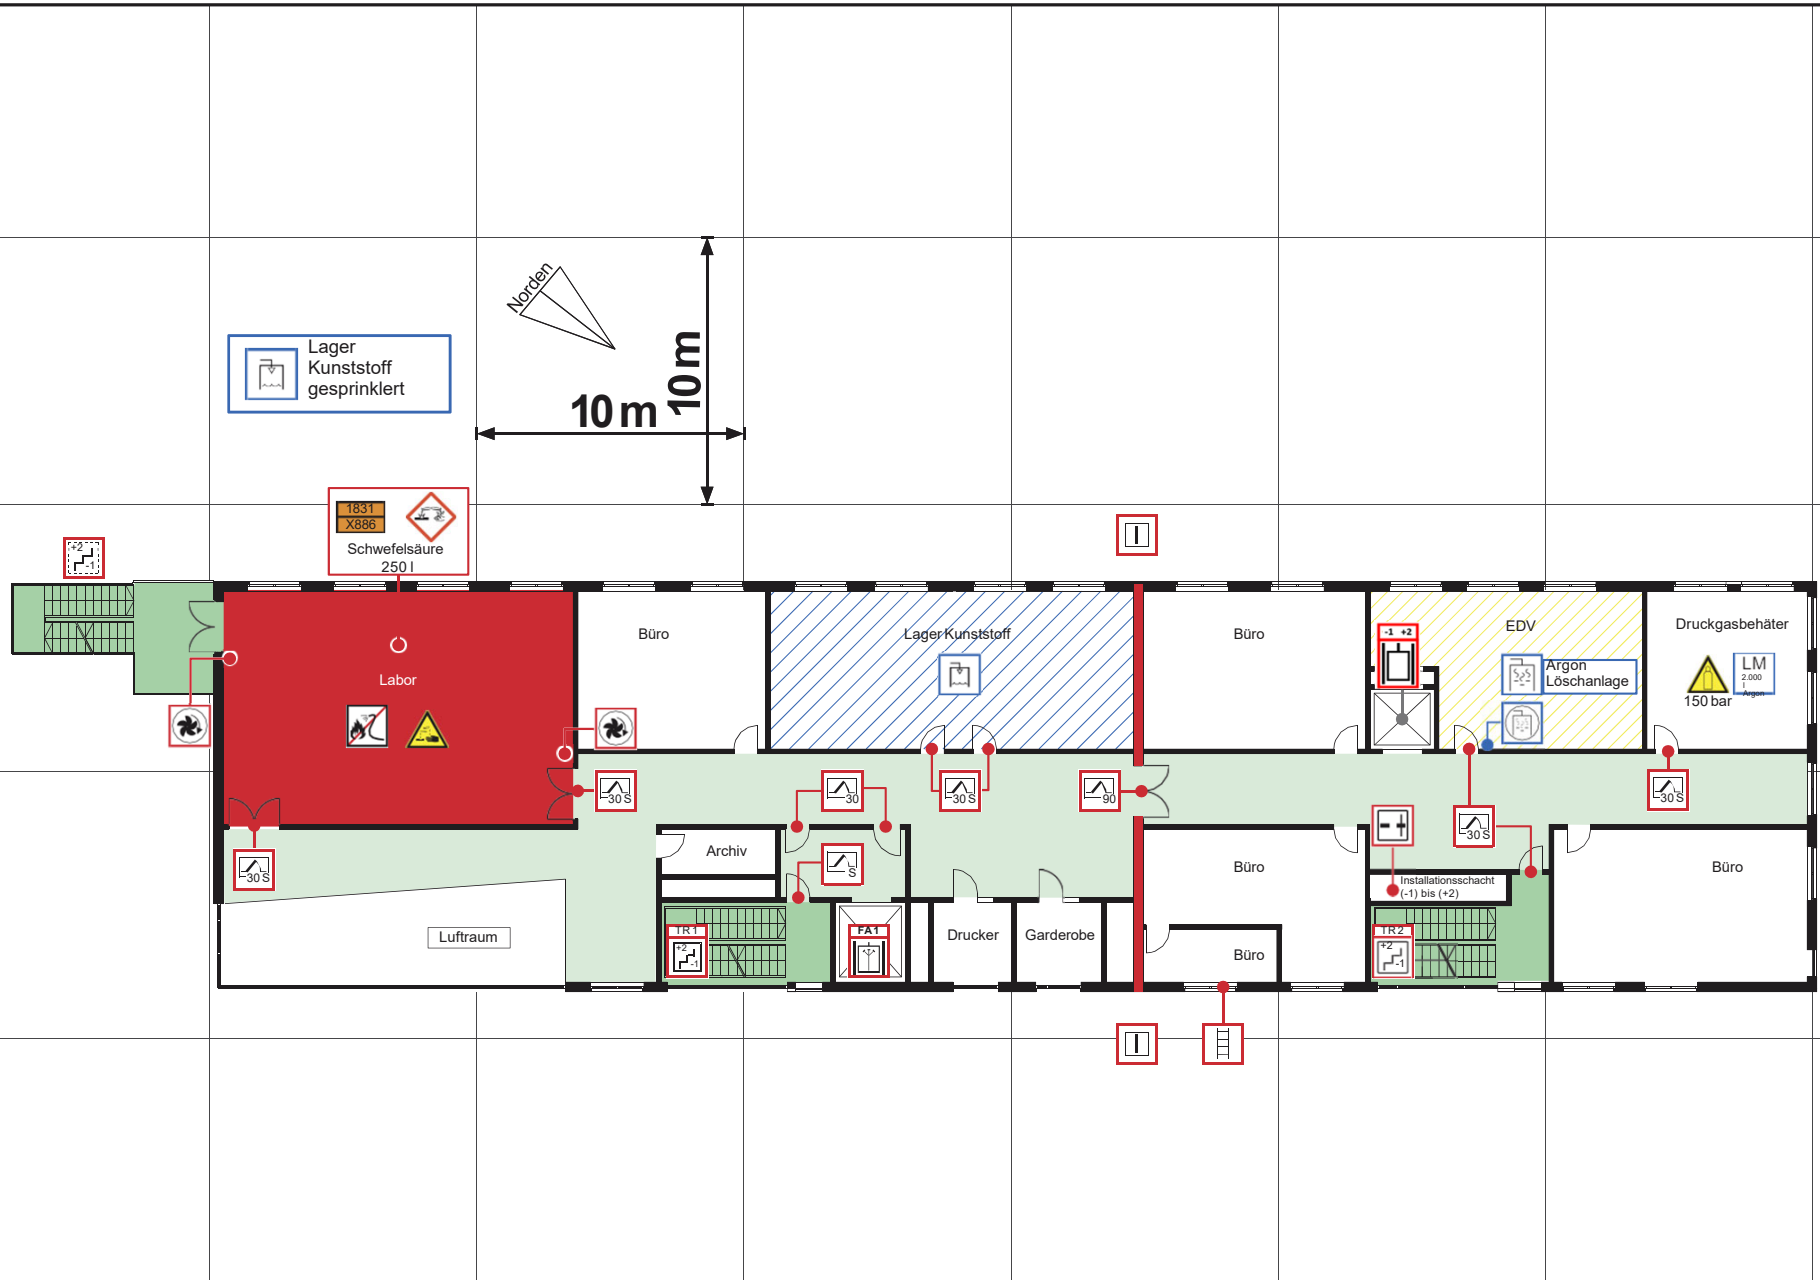 Norden
10 m
10 m
Lager
Kunststoff
gesprinklert
1831
X886
Schwefelsäure
250 l
+2
-1
Büro
Lager Kunststoff
Büro
-1 +2
EDV
Druckgasbehäter
Labor
Argon
Löschanlage
LM
2.000
l
Argon
150 bar
30 S
30
30 S
90
30 S
30 S
30 S
S
Archiv
Büro
Büro
Installationsschacht
(-1) bis (+2)
Luftraum
TR1
+2
-1
FA1
Drucker
Garderobe
Büro
TR2
+2
-1